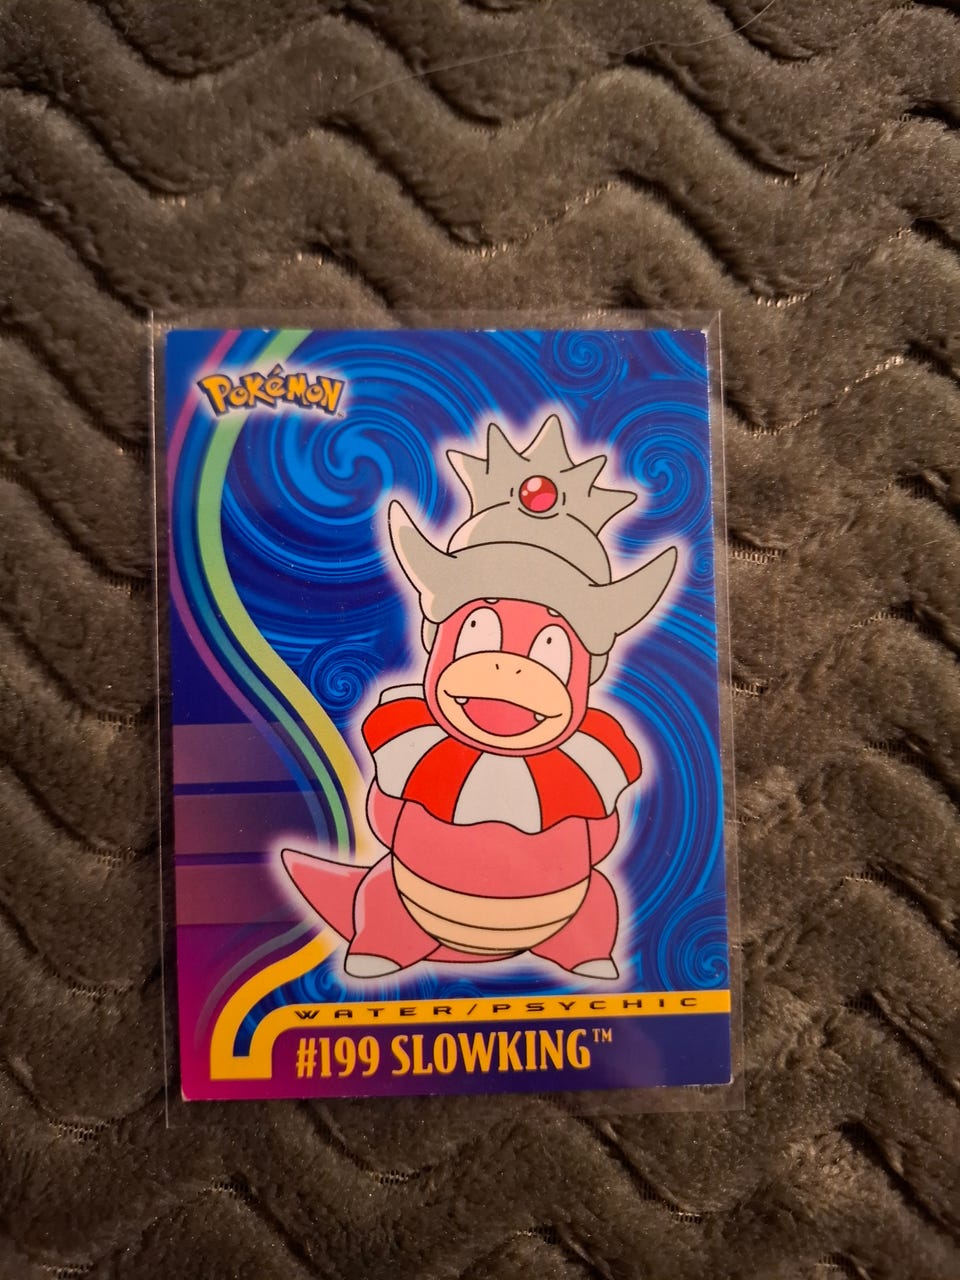 POKéMON
WATER/PSYCHIC
#199 SLOWKING™